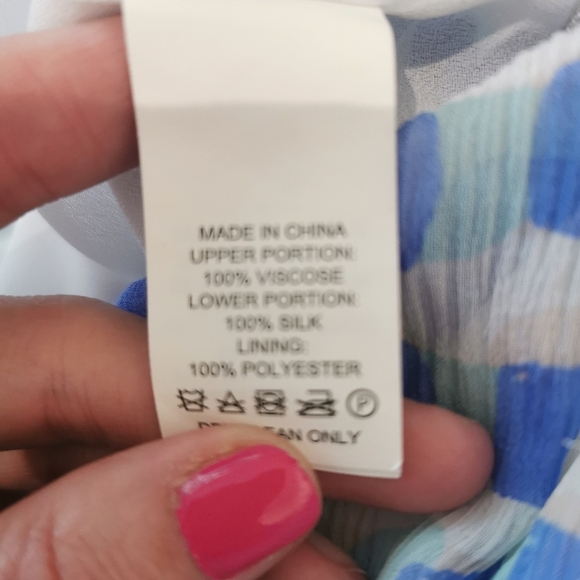 MADE IN CHINA
UPPER PORTION:
100% VISCOSE
LOWER PORTION:
100% SILK
LINING:
100% POLYESTER
P
ONLY